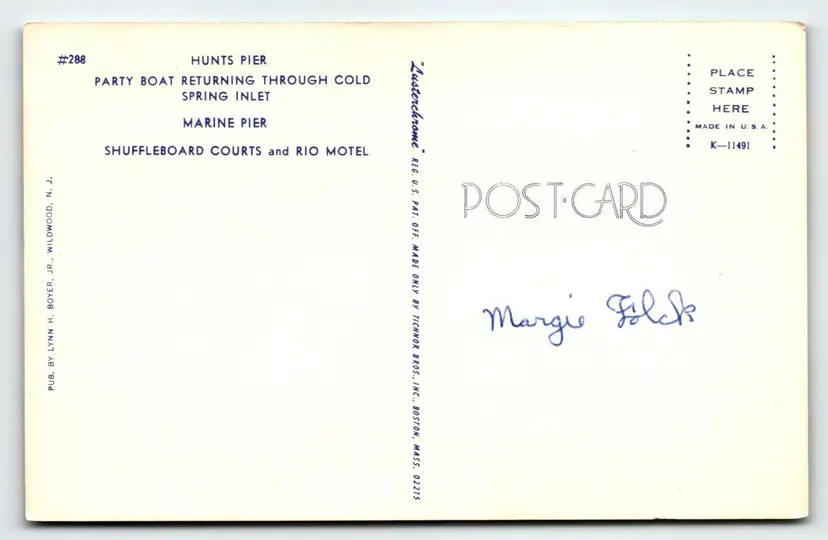 #288
HUNTS PIER
PARTY BOAT RETURNING THROUGH COLD
SPRING INLET
MARINE PIER
SHUFFLEBOARD COURTS and RIO MOTEL
PUB. BY LYNN H. BOYER, JR., WILDWOOD, N. J.
"Lusterchrome" REG. U.S. PAT. OFF. MADE ONLY BY TICHNOR BROS., INC., BOSTON, MASS. 02215
PLACE
STAMP
HERE
MADE IN U.S.A.
K—11491
POST·CARD
Margie Folck